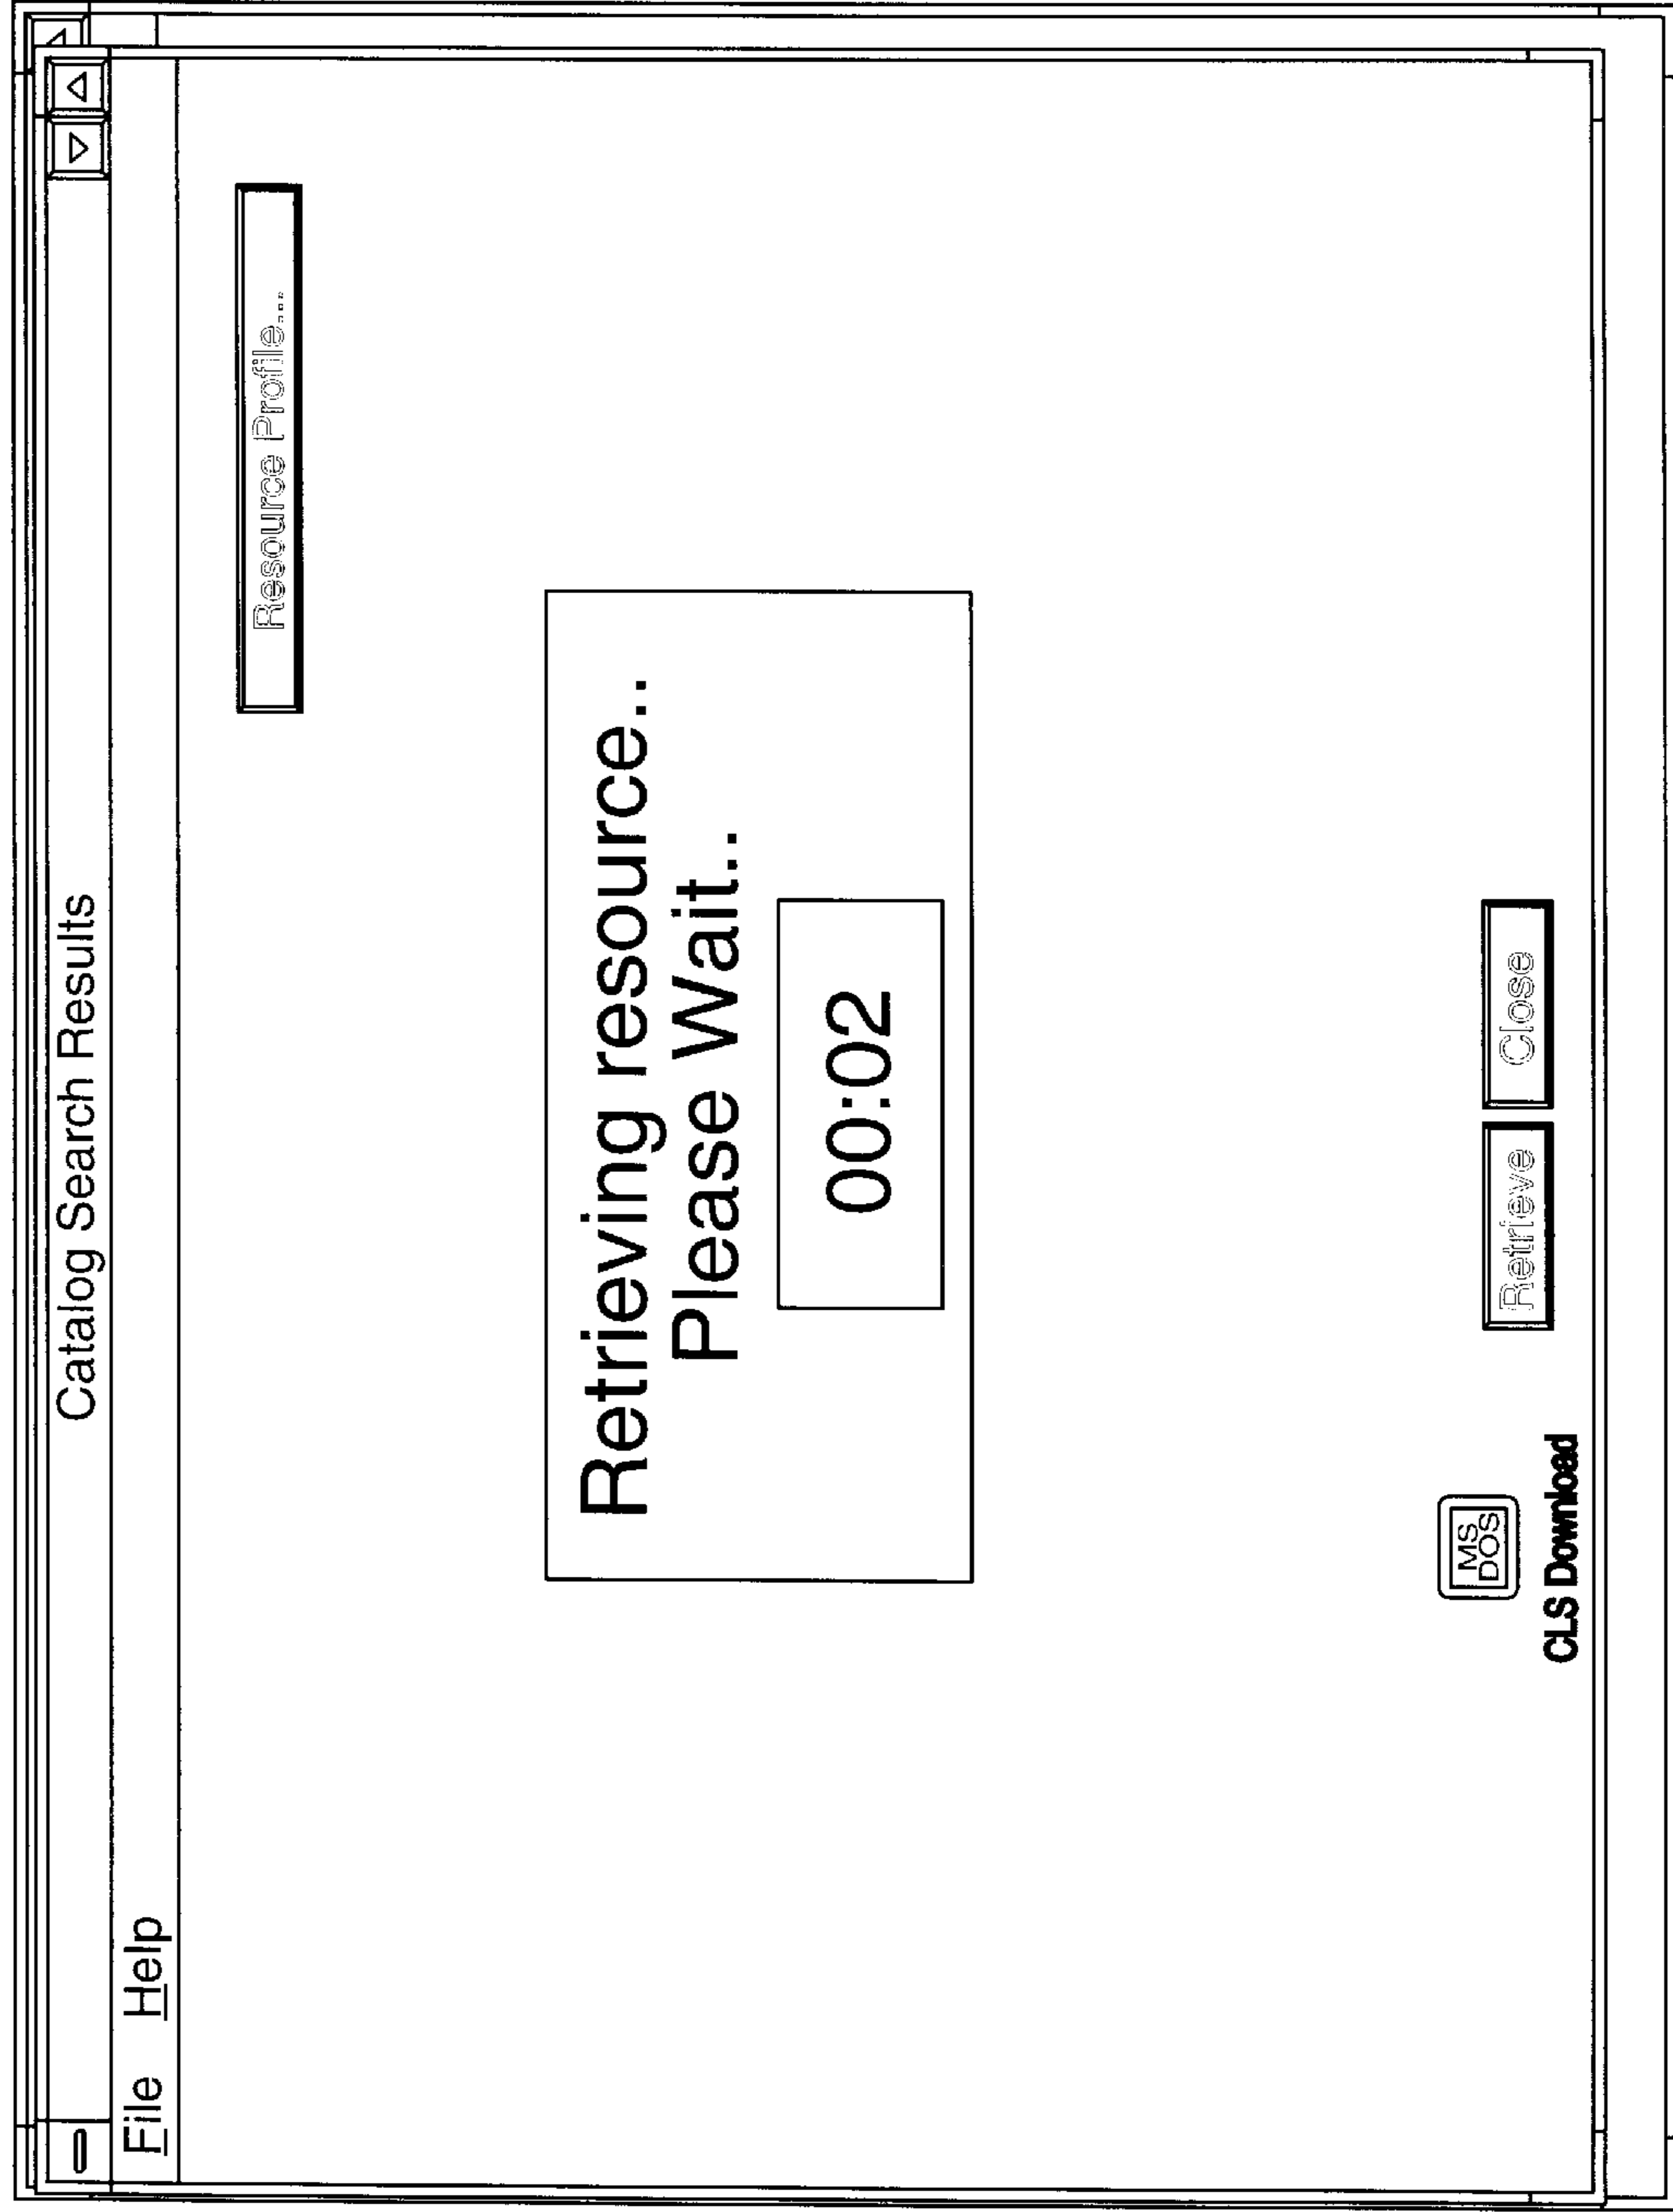 Catalog Search Results
File Help
Resource Profile...
Retrieving resource..
Please Wait..
00:02
MS
DOS
CLS Download
Retrieve
Close